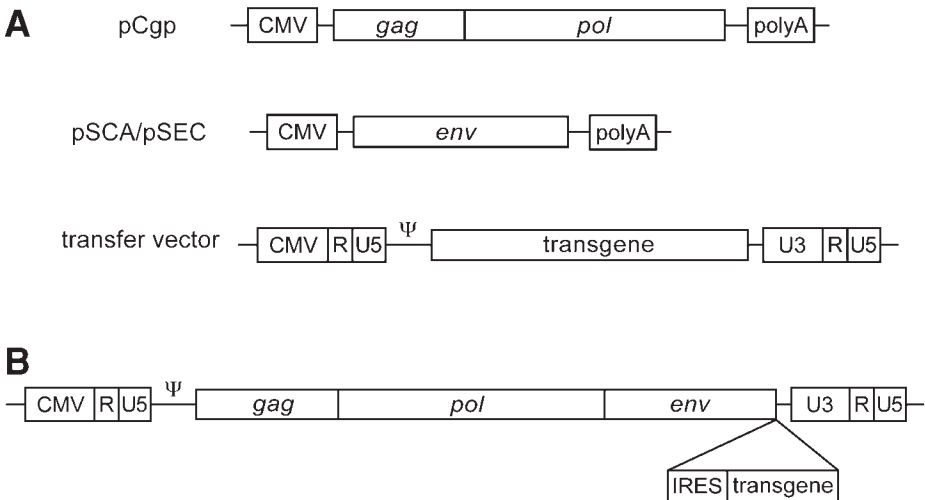 A pCgp CMV gag pol polyA
pSCA/pSEC CMV env polyA
transfer vector CMV R U5 Ψ transgene U3 R U5
B
CMV R U5 Ψ gag pol env U3 R U5
IRES transgene